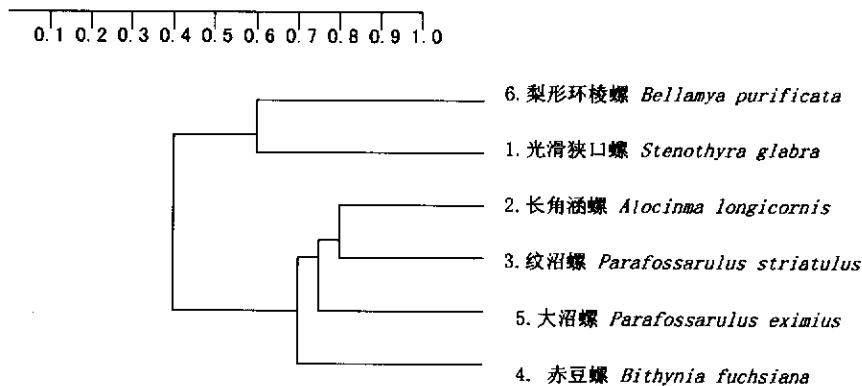 0.1 0.2 0.3 0.4 0.5 0.6 0.7 0.8 0.9 1.0
6.梨形环棱螺 Bellamya purificata
1.光滑狭口螺 Stenothyra glabra
2.长角涵螺 Alocinma longicornis
3.纹沼螺 Parafossarulus striatulus
5.大沼螺 Parafossarulus eximius
4. 赤豆螺 Bithynia fuchsiana